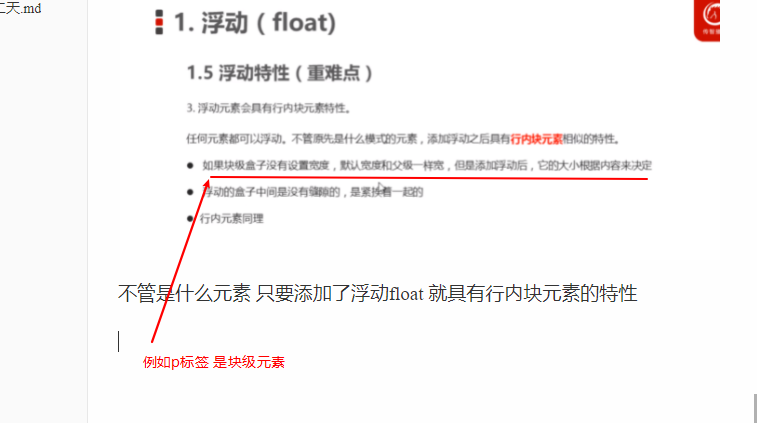 二天.md
1. 浮动（float）
1.5 浮动特性（重难点）
3. 浮动元素会具有行内块元素特性。
任何元素都可以浮动。不管原先是什么模式的元素，添加浮动之后具有行内块元素相似的特性。
● 如果块级盒子没有设置宽度，默认宽度和父级一样宽，但是添加浮动后，它的大小根据内容来决定
● 浮动的盒子中间是没有缝隙的，是紧挨着一起的
● 行内元素同理
不管是什么元素 只要添加了浮动float 就具有行内块元素的特性
例如p标签 是块级元素